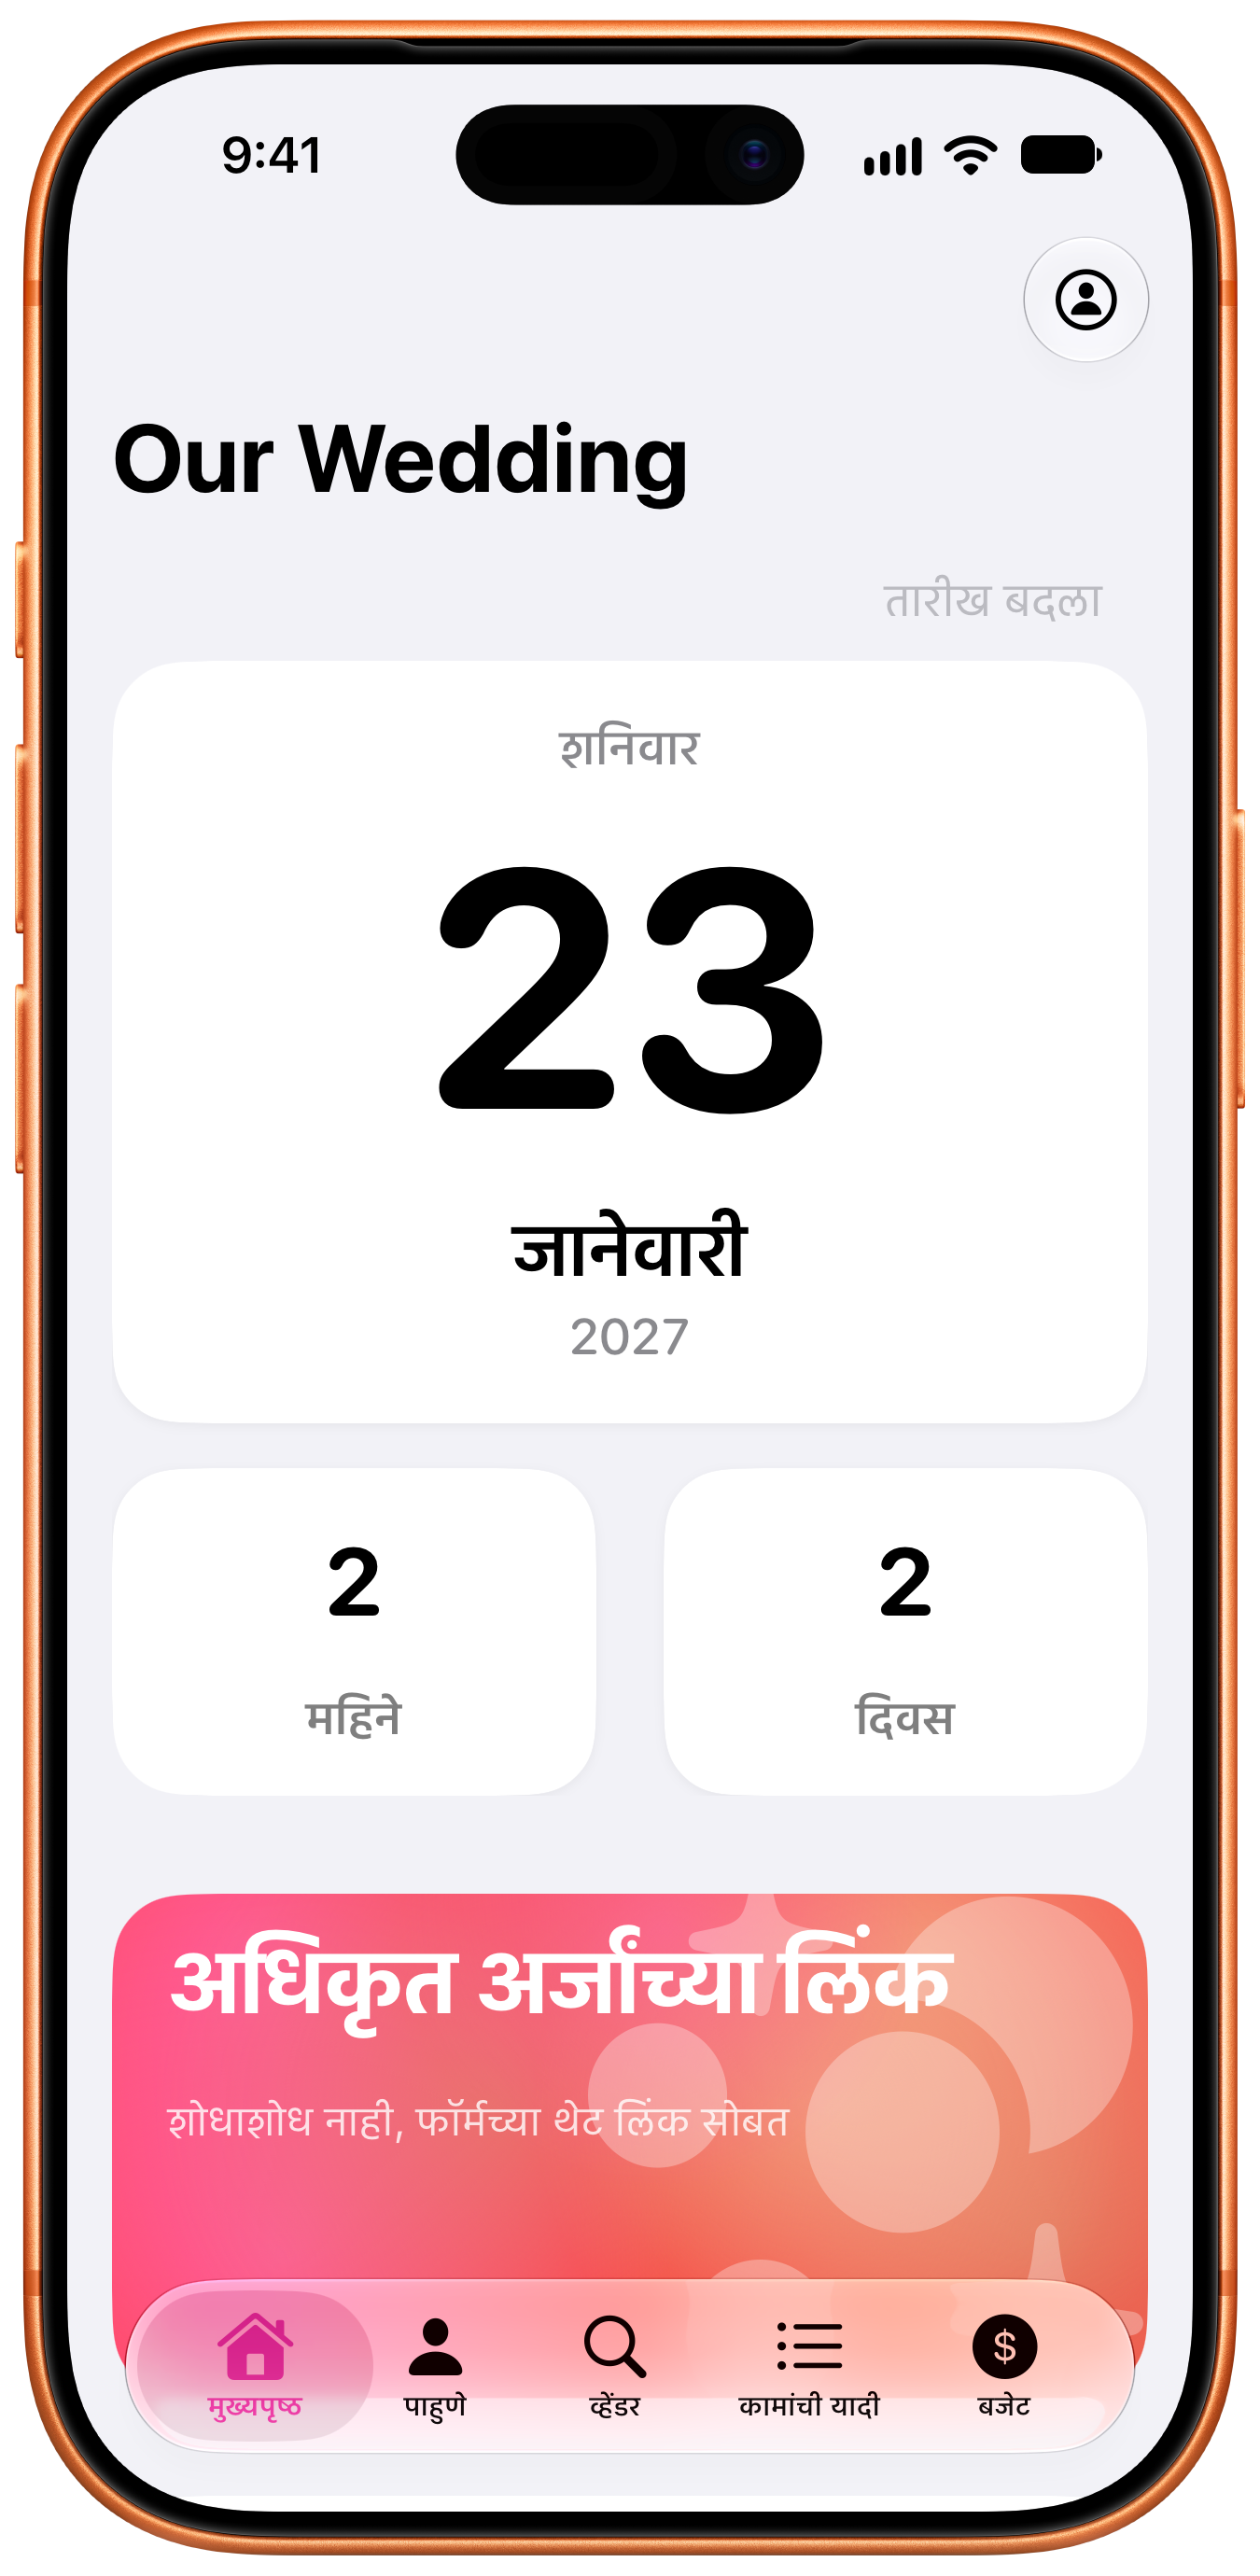 9:41
Our Wedding
तारीख बदला
शनिवार
23
जानेवारी
2027
2
महिने
2
दिवस
अधिकृत अर्जांच्या लिंक
शोधाशोध नाही, फॉर्मच्या थेट लिंक सोबत
मुख्यपृष्ठ
पाहुणे
व्हेंडर
कामांची यादी
बजेट